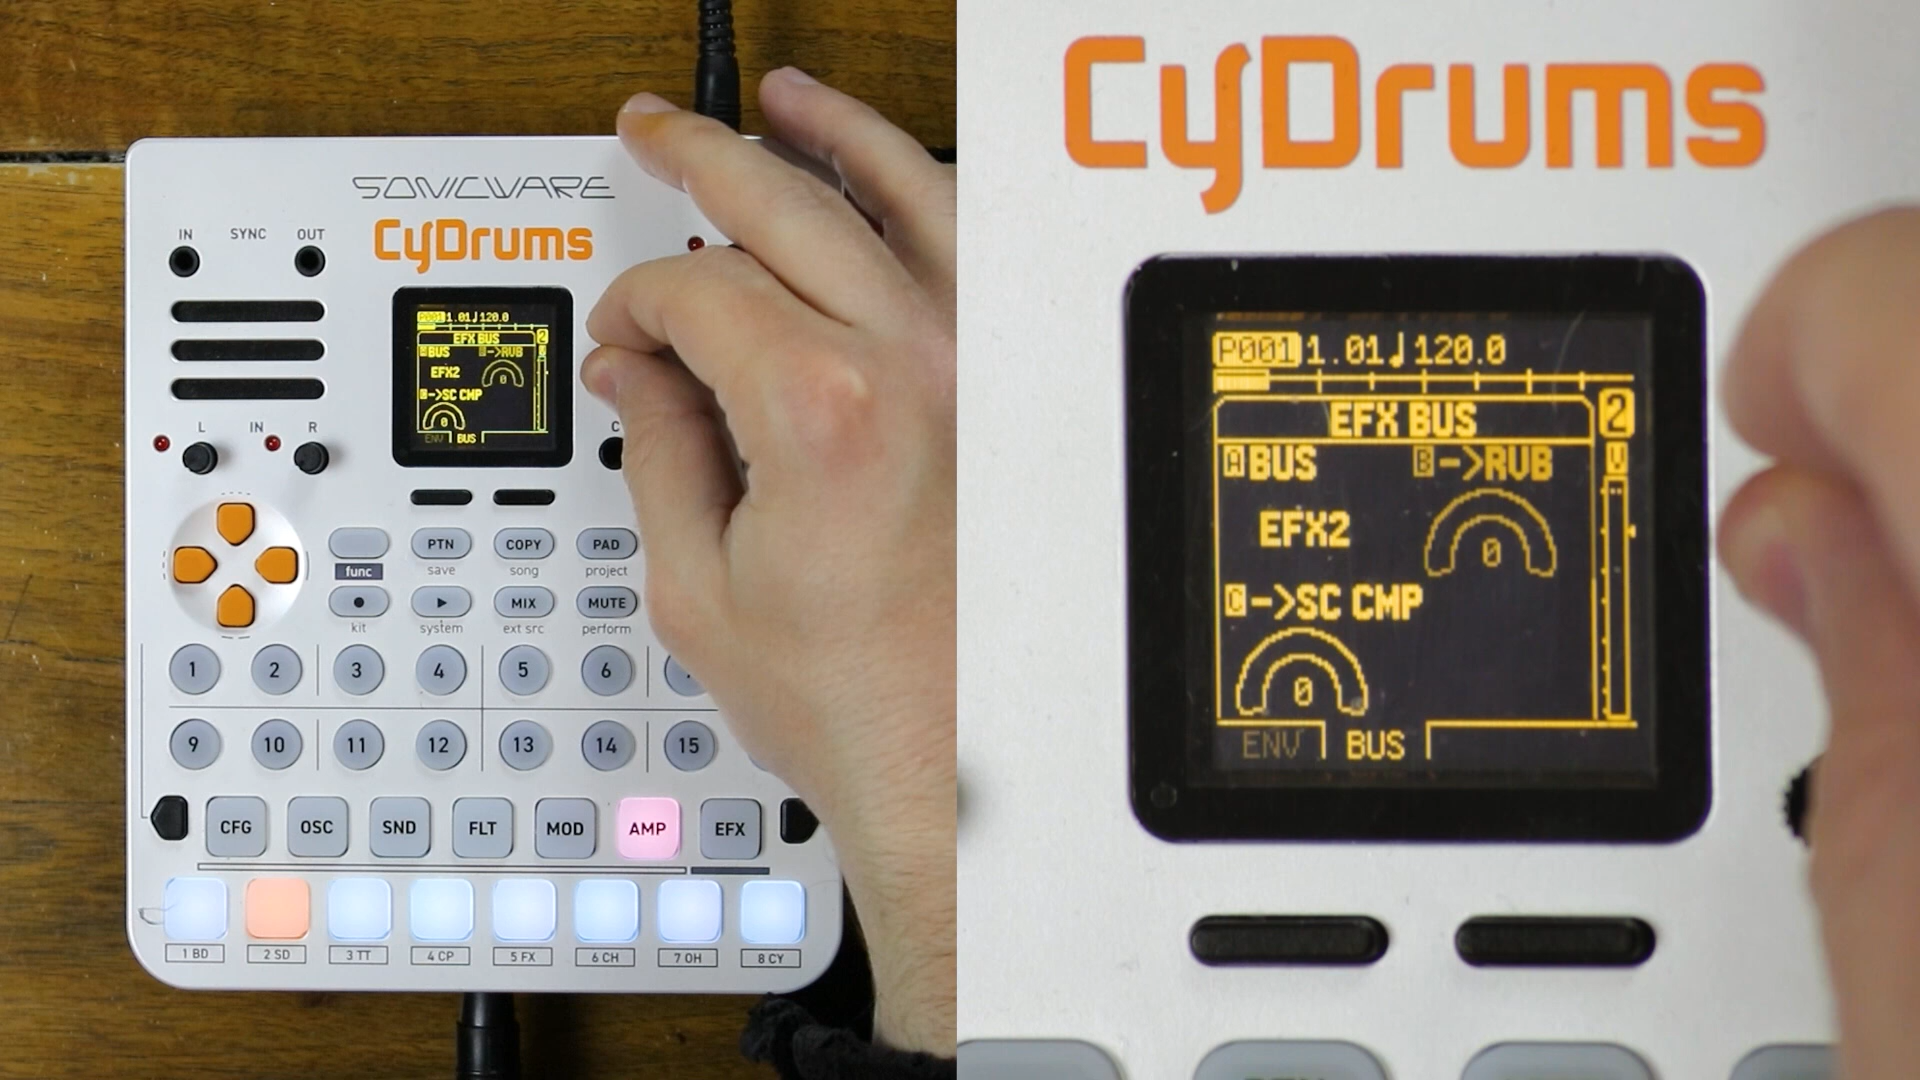 SONICWARE
CyDrums
IN SYNC OUT
P001 1.01♩120.0
EFX BUS 2
A BUS B->RVB
EFX2 0
C->SC CMP
0
ENV BUS
L IN R
C
PTN COPY PAD
func save song project
● ▶ MIX MUTE
kit system ext src perform
1 2 3 4 5 6
9 10 11 12 13 14 15
CFG OSC SND FLT MOD AMP EFX
1 BD 2 SD 3 TT 4 CP 5 FX 6 CH 7 OH 8 CY
CyDrums
P001 1.01♩120.0
EFX BUS 2
A BUS B->RVB V
EFX2 0
C->SC CMP
0
ENV BUS